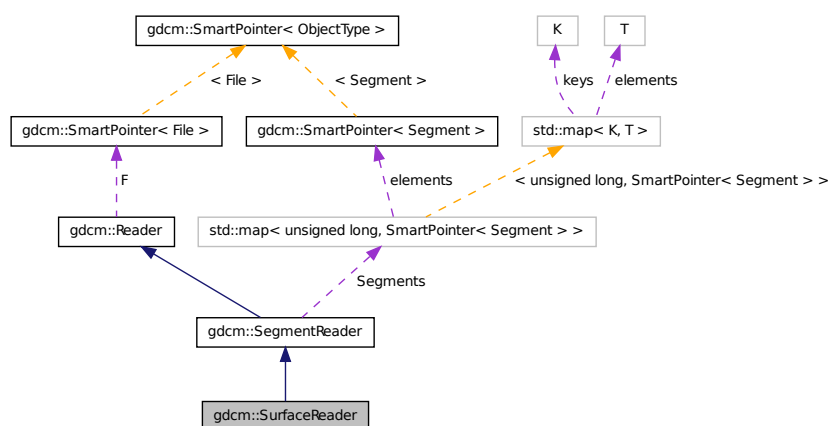 gdcm::SmartPointer< ObjectType >
K
T
< File >
< Segment >
keys
elements
gdcm::SmartPointer< File >
gdcm::SmartPointer< Segment >
std::map< K, T >
F
elements
< unsigned long, SmartPointer< Segment > >
gdcm::Reader
std::map< unsigned long, SmartPointer< Segment > >
Segments
gdcm::SegmentReader
gdcm::SurfaceReader